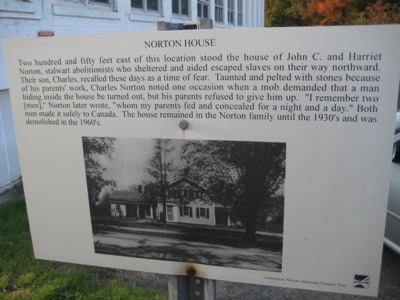 NORTON HOUSE
Two hundred and fifty feet east of this location stood the house of John C. and Harriet
Norton, stalwart abolitionists who sheltered and aided escaped slaves on their way northward.
Their son, Charles, recalled these days as a time of fear. Taunted and pelted with stones because
of his parents' work, Charles Norton noted one occasion when a mob demanded that a man
hiding inside the house be turned out, but his parents refused to give him up. "I remember two
[men]," Norton later wrote, "whom my parents fed and concealed for a night and a day." Both
men made it safely to Canada. The house remained in the Norton family until the 1930's and was
demolished in the 1960's.
Connecticut African American Freedom Trail